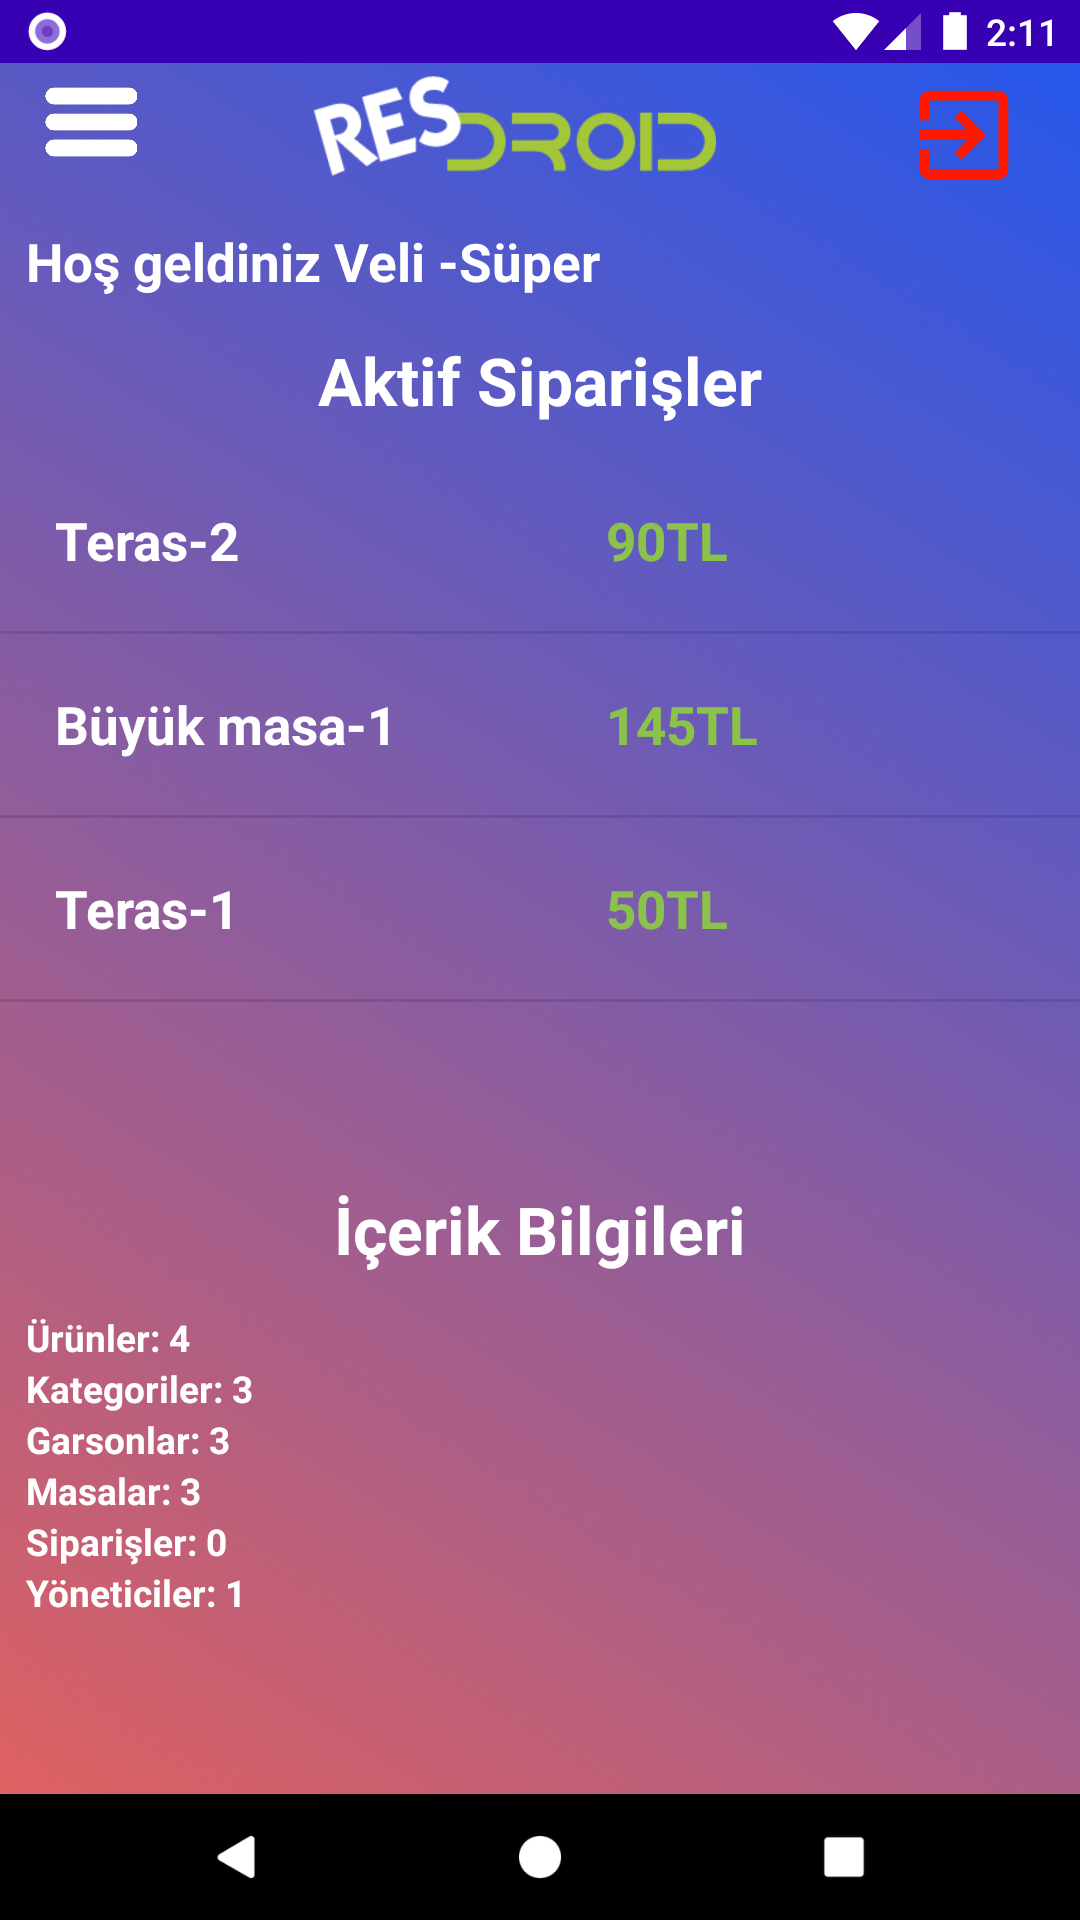 2:11
RESDROID
Hoş geldiniz Veli -Süper
Aktif Siparişler
Teras-2 90TL
Büyük masa-1 145TL
Teras-1 50TL
İçerik Bilgileri
Ürünler: 4
Kategoriler: 3
Garsonlar: 3
Masalar: 3
Siparişler: 0
Yöneticiler: 1